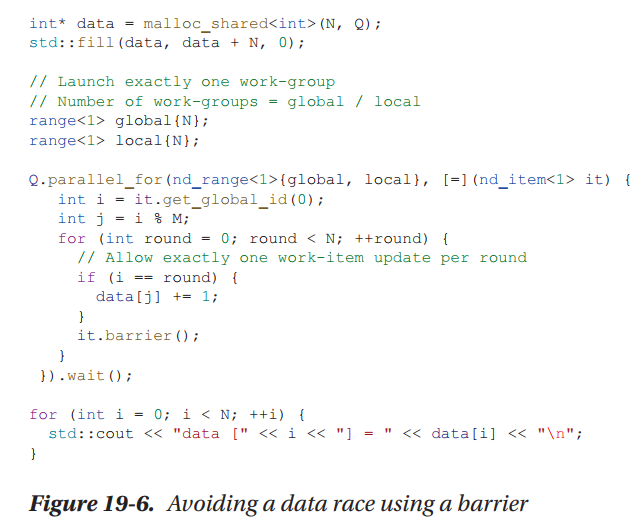 int* data = malloc_shared<int>(N, Q);
std::fill(data, data + N, 0);

// Launch exactly one work-group
// Number of work-groups = global / local
range<1> global{N};
range<1> local{N};

Q.parallel_for(nd_range<1>{global, local}, [=](nd_item<1> it) {
   int i = it.get_global_id(0);
   int j = i % M;
   for (int round = 0; round < N; ++round) {
     // Allow exactly one work-item update per round
     if (i == round) {
       data[j] += 1;
     }
     it.barrier();
   }
 }).wait();

for (int i = 0; i < N; ++i) {
  std::cout << "data [" << i << "] = " << data[i] << "\n";
}

Figure 19-6. Avoiding a data race using a barrier